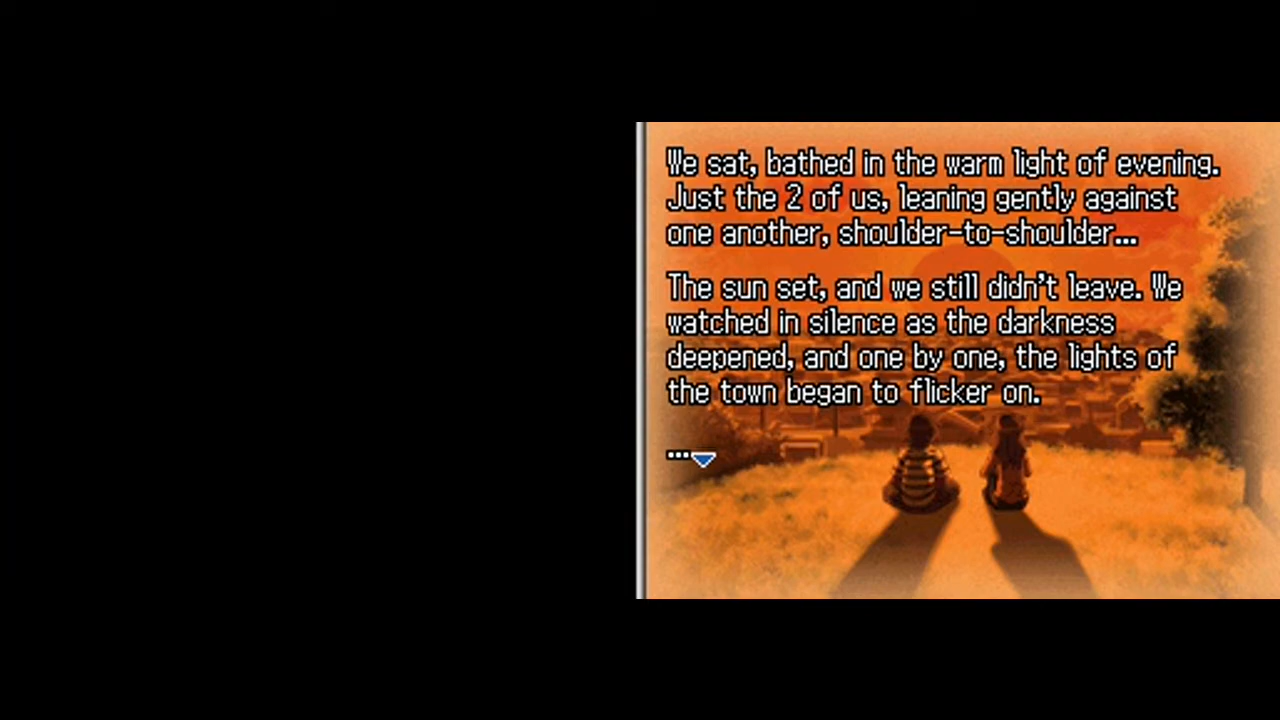 We sat, bathed in the warm light of evening.
Just the 2 of us, leaning gently against
one another, shoulder-to-shoulder...
The sun set, and we still didn't leave. We
watched in silence as the darkness
deepened, and one by one, the lights of
the town began to flicker on.
...